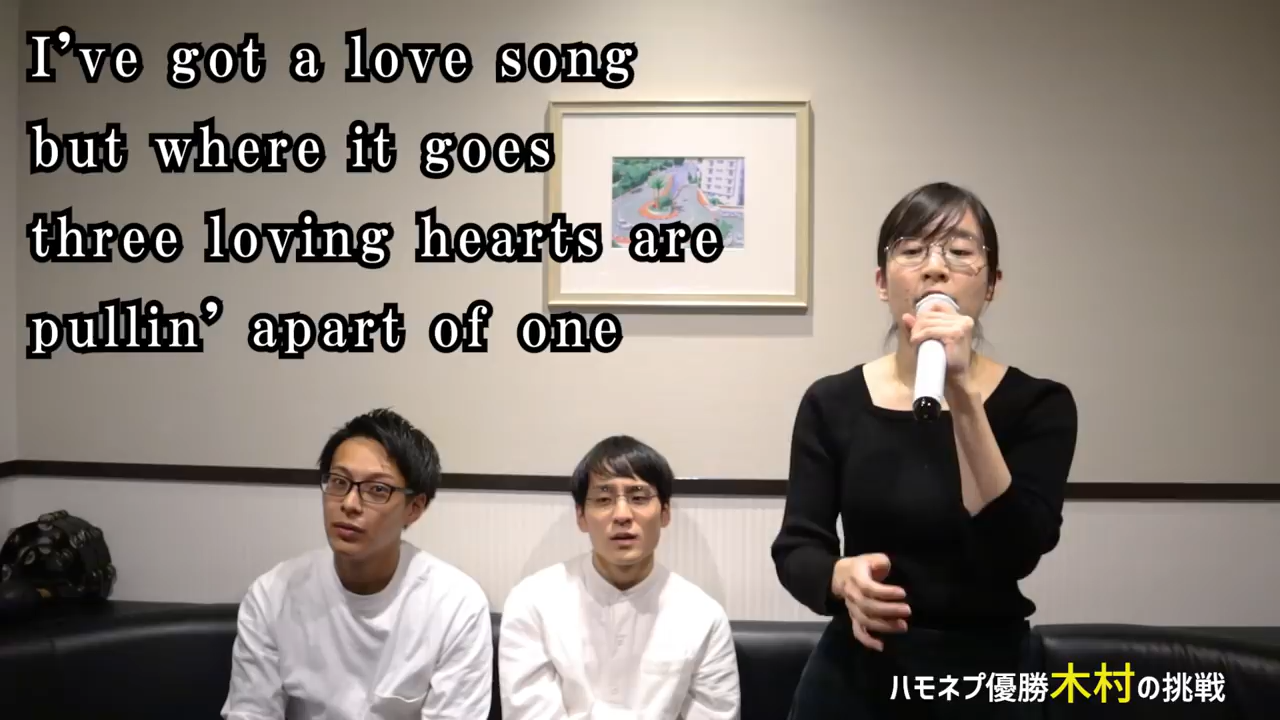 I've got a love song
but where it goes
three loving hearts are
pullin' apart of one
ハモネプ優勝木村の挑戦